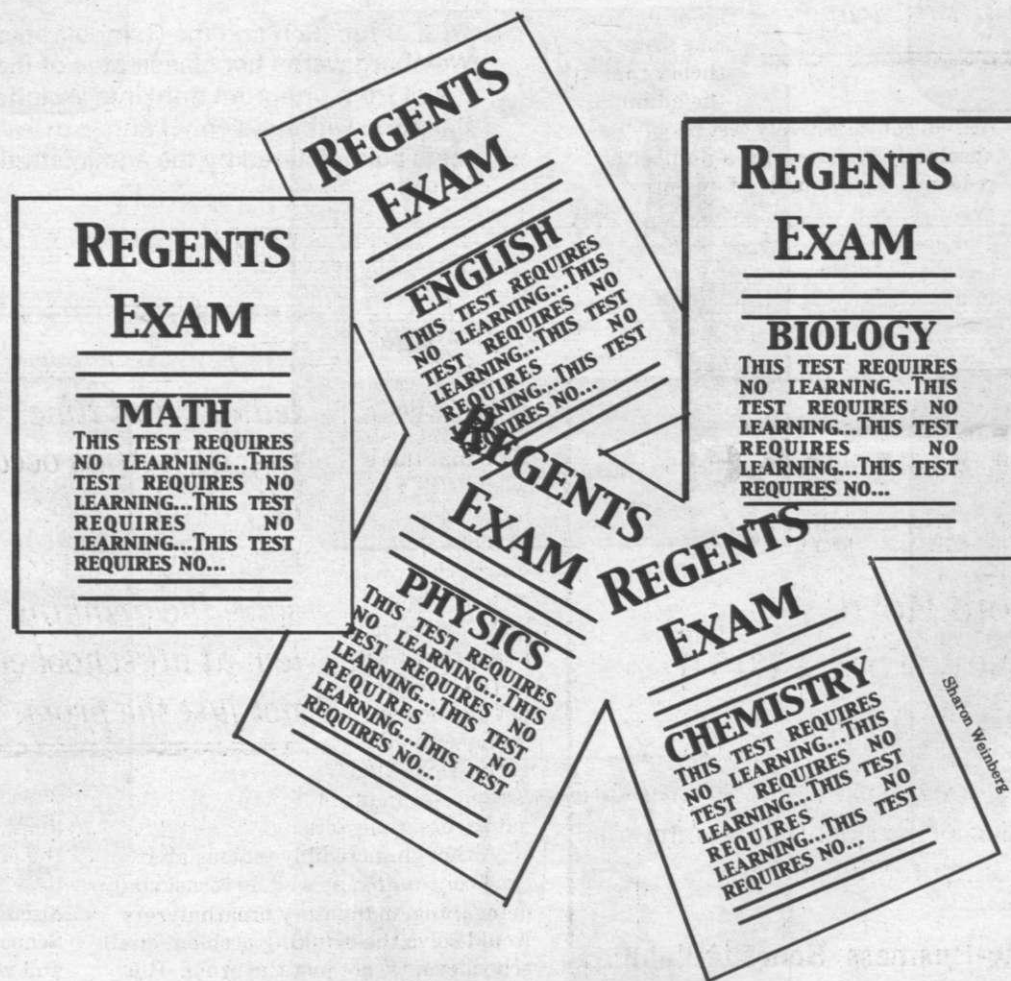 REGENTS
EXAM
MATH
THIS TEST REQUIRES
NO LEARNING...THIS
TEST REQUIRES NO
LEARNING...THIS TEST
REQUIRES NO
LEARNING...THIS TEST
REQUIRES NO...
REGENTS
EXAM
ENGLISH
THIS TEST REQUIRES
NO LEARNING...THIS
TEST REQUIRES NO
LEARNING...THIS TEST
REQUIRES NO
LEARNING...THIS TEST
REQUIRES NO...
REGENTS
EXAM
BIOLOGY
THIS TEST REQUIRES
NO LEARNING...THIS
TEST REQUIRES NO
LEARNING...THIS TEST
REQUIRES NO
LEARNING...THIS TEST
REQUIRES NO...
REGENTS
EXAM
PHYSICS
THIS TEST REQUIRES
NO LEARNING...THIS
TEST REQUIRES NO
LEARNING...THIS TEST
REQUIRES NO
LEARNING...THIS TEST
REQUIRES NO...
REGENTS
EXAM
CHEMISTRY
THIS TEST REQUIRES
NO LEARNING...THIS
TEST REQUIRES NO
LEARNING...THIS TEST
REQUIRES NO
LEARNING...THIS TEST
REQUIRES NO...
Sharon Weinberg